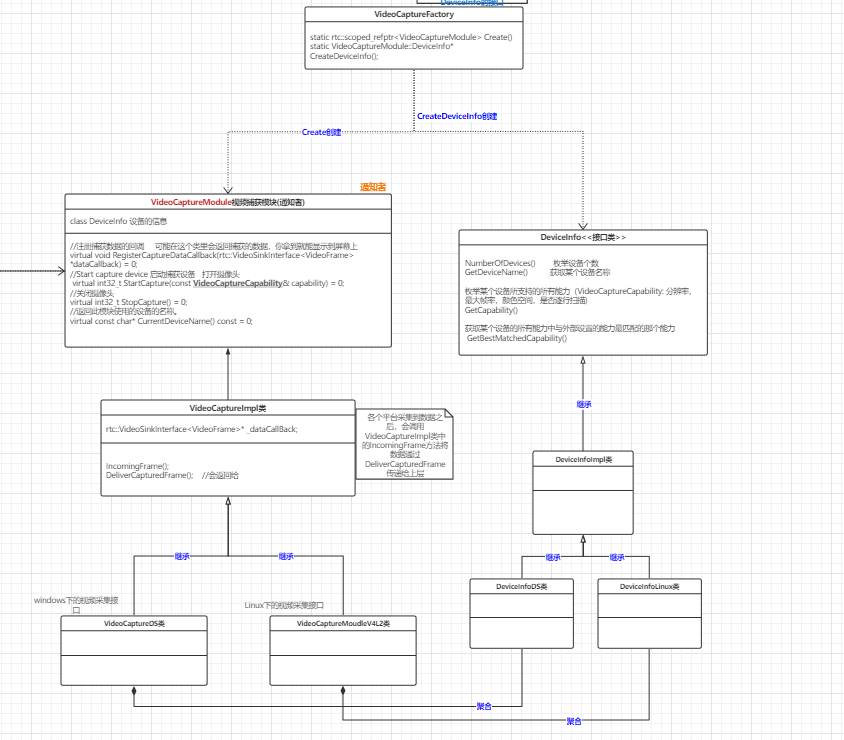 DeviceInfo的接口
VideoCaptureFactory
static rtc::scoped_refptr<VideoCaptureModule> Create()
static VideoCaptureModule::DeviceInfo*
CreateDeviceInfo();
CreateDeviceInfo创建
Create创建
通知者
VideoCaptureModule视频捕获模块(通知者)
class DeviceInfo 设备的信息
//注册捕获数据的回调 可能在这个类里会返回捕获的数据，你拿到就能显示到屏幕上
virtual void RegisterCaptureDataCallback(rtc::VideoSinkInterface<VideoFrame>
*dataCallback) = 0;
//Start capture device 启动捕获设备 打开摄像头
virtual int32_t StartCapture(const VideoCaptureCapability& capability) = 0;
//关闭摄像头
virtual int32_t StopCapture() = 0;
//返回此模块使用的设备的名称。
virtual const char* CurrentDeviceName() const = 0;
DeviceInfo<<接口类>>
NumberOfDevices() 枚举设备个数
GetDeviceName() 获取某个设备名称
枚举某个设备所支持的所有能力（VideoCaptureCapability: 分辨率,
最大帧率，颜色空间，是否逐行扫描)
GetCapability()
获取某个设备的所有能力中与外部设置的能力最匹配的那个能力
GetBestMatchedCapability()
VideoCaptureImpl类
rtc::VideoSinkInterface<VideoFrame>* _dataCallBack;
IncomingFrame();
DeliverCapturedFrame(); //会返回给
各个平台采集到数据之
后，会调用
VideoCaptureImpl类中
的IncomingFrame方法将
数据通过
DeliverCapturedFrame
传递给上层
继承
DeviceInfoImpl类
继承
继承
继承
继承
windows下的视频采集接
口
Linux下的视频采集接口
VideoCaptureDS类
VideoCaptureMoudleV4L2类
DeviceInfoDS类
DeviceInfoLinux类
聚合
聚合